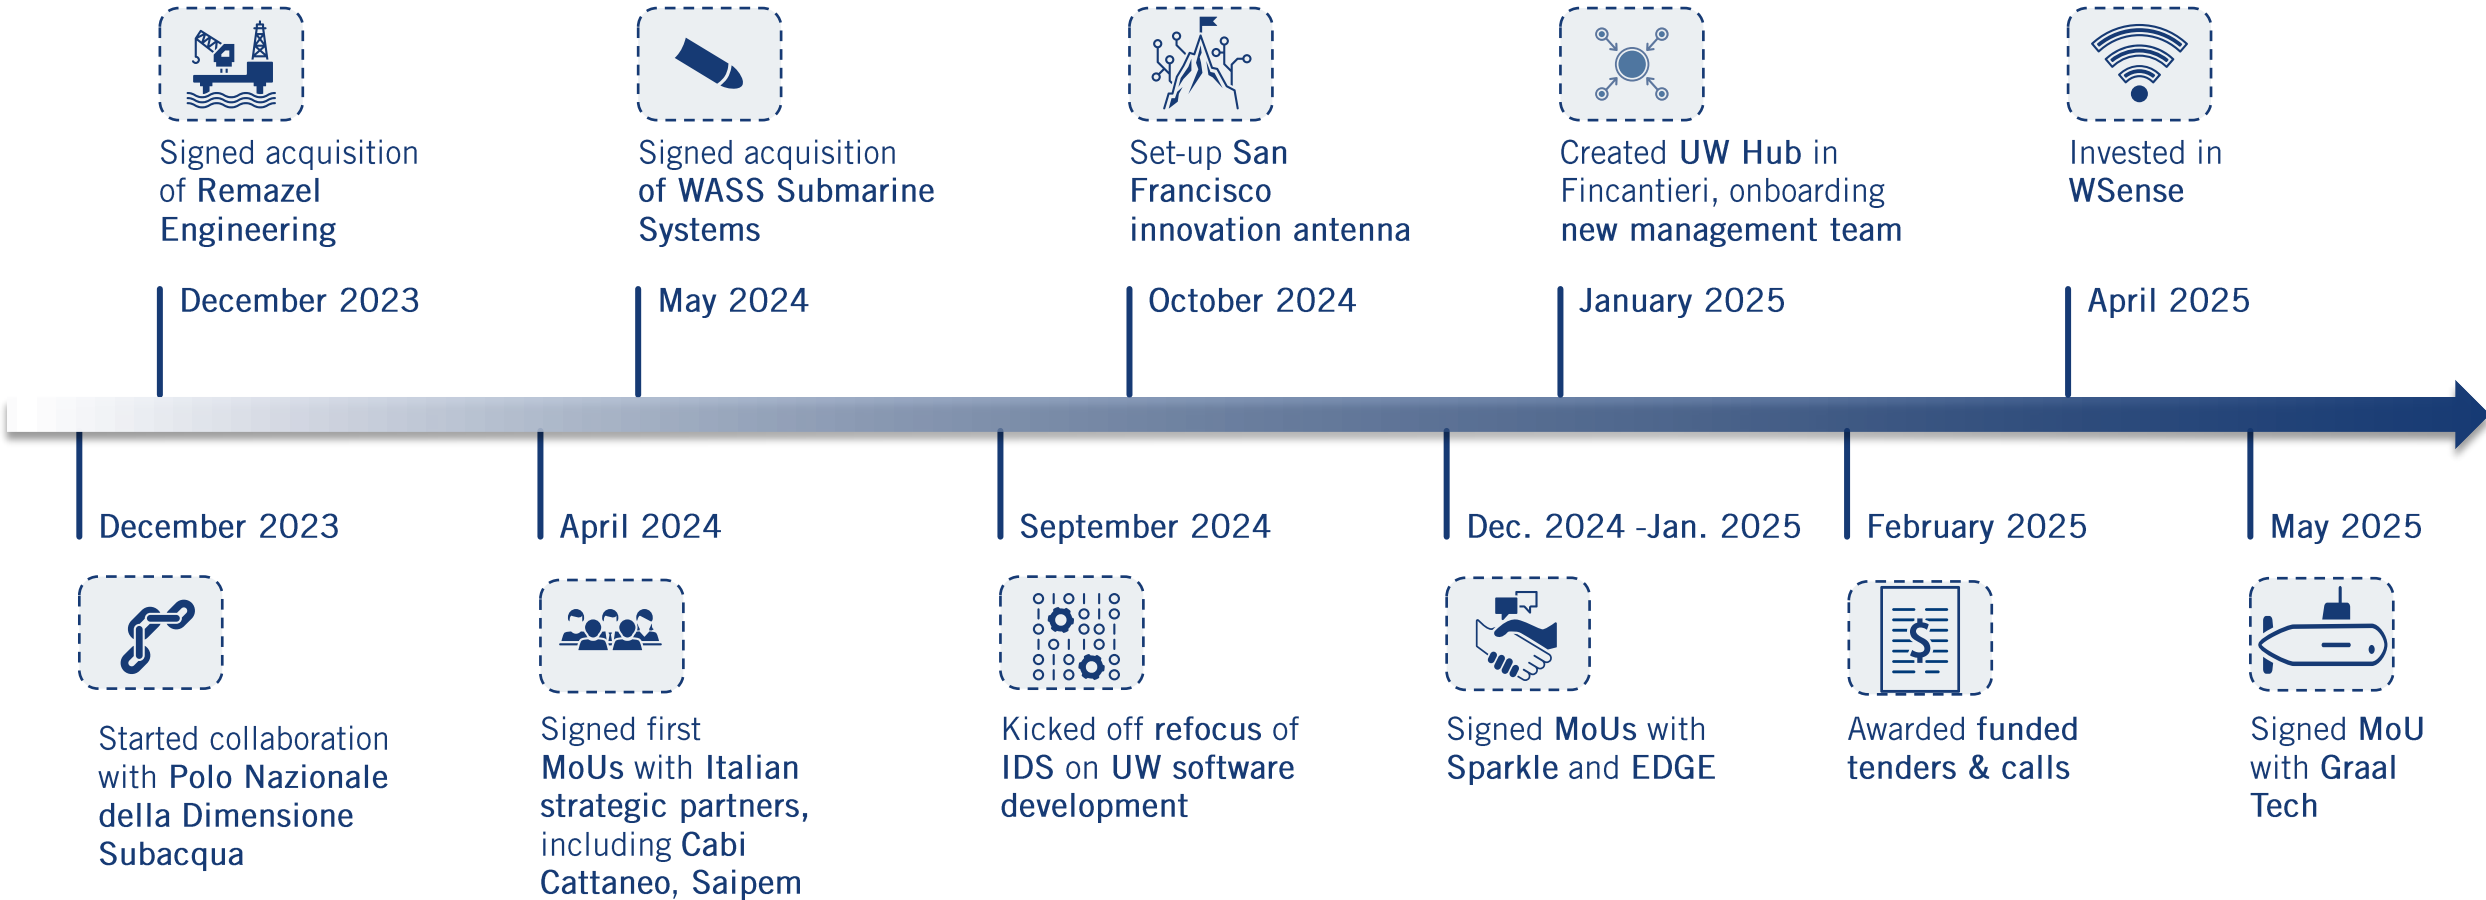 Signed acquisition
of Remazel
Engineering
December 2023
Signed acquisition
of WASS Submarine
Systems
May 2024
Set-up San
Francisco
innovation antenna
October 2024
Created UW Hub in
Fincantieri, onboarding
new management team
January 2025
Invested in
WSense
April 2025
December 2023
Started collaboration
with Polo Nazionale
della Dimensione
Subacqua
April 2024
Signed first
MoUs with Italian
strategic partners,
including Cabi
Cattaneo, Saipem
September 2024
Kicked off refocus of
IDS on UW software
development
Dec. 2024 -Jan. 2025
Signed MoUs with
Sparkle and EDGE
February 2025
$
Awarded funded
tenders & calls
May 2025
Signed MoU
with Graal
Tech